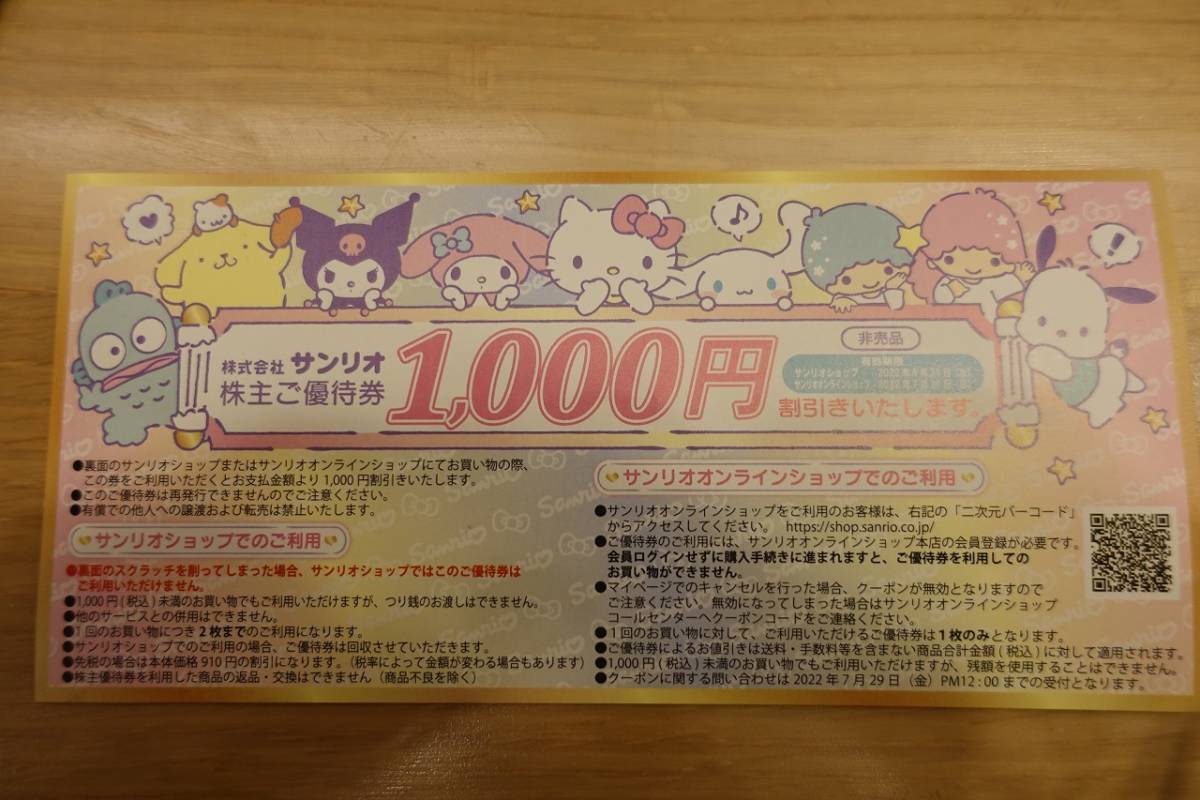 株式会社 サンリオ
株主ご優待券
1,000円
非売品
有効期限
サンリオショップ
サンリオオンラインショップ
割引きいたします。
●裏面のサンリオショップまたはサンリオオンラインショップにてお買い物の際、
この券をご利用いただくとお支払金額より1,000円割引きいたします。
●このご優待券は再発行できませんのでご注意ください。
●有償での他人への譲渡および転売は禁止いたします。
サンリオショップでのご利用
●裏面のスクラッチを削ってしまった場合、サンリオショップではこのご優待券は
ご利用いただけません。
●1,000円(税込)未満のお買い物でもご利用いただけますが、つり銭のお渡しはできません。
●他のサービスとの併用はできません。
●1回のお買い物につき2枚までのご利用になります。
●サンリオショップでのご利用の場合、ご優待券は回収させていただきます。
●免税の場合は本体価格910円の割引になります。(税率によって金額が変わる場合もあります)
●株主優待券を利用した商品の返品・交換はできません(商品不良を除く)
サンリオオンラインショップでのご利用
●サンリオオンラインショップをご利用のお客様は、右記の「二次元バーコード」
からアクセスしてください。 https://shop.sanrio.co.jp/
●ご優待券のご利用には、サンリオオンラインショップ本店の会員登録が必要です。
会員ログインせずに購入手続きに進まれますと、ご優待券を利用しての
お買い物ができません。
●マイページでのキャンセルを行った場合、クーポンが無効となりますので
ご注意ください。無効になってしまった場合はサンリオオンラインショップ
コールセンターへクーポンコードをご連絡ください。
●1回のお買い物に対して、ご利用いただけるご優待券は1枚のみとなります。
●ご優待券によるお値引きは送料・手数料等を含まない商品合計金額(税込)に対して適用されます。
●1,000円(税込)未満のお買い物でもご利用いただけますが、残額を使用することはできません。
●クーポンに関する問い合わせは2022年7月29日(金)PM12:00までの受付となります。